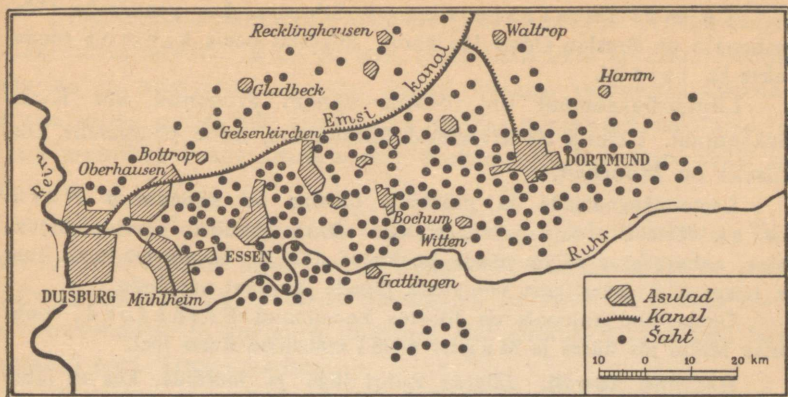 Recklinghausen
Waltrop
Hamm
Gladbeck
Emsi kanal
Gelsenkirchen
Bottrop
Oberhausen
Rein
DORTMUND
Bochum
Witten
Ruhr
ESSEN
Gattingen
DUISBURG
Mühlheim
Asulad
Kanal
Šaht
10 0 10 20 km